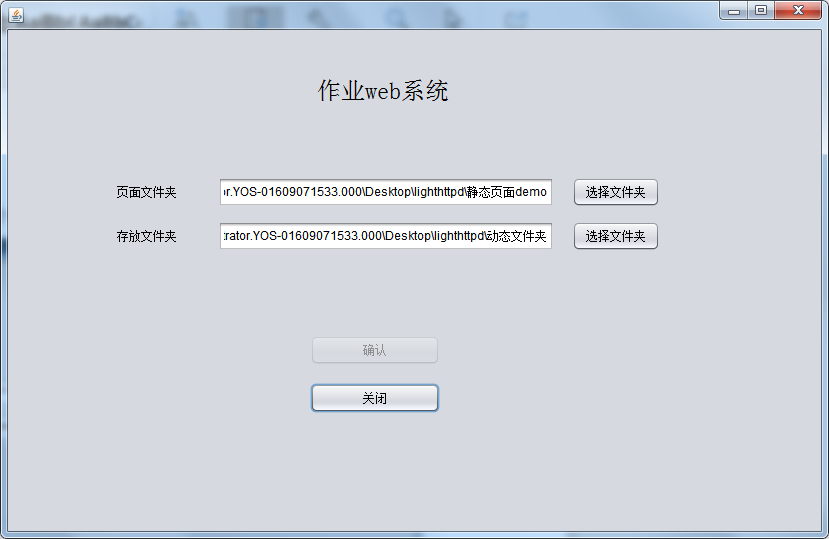 作业web系统
页面文件夹 or.YOS-01609071533.000\Desktop\lighthttpd\静态页面demo 选择文件夹
存放文件夹 trator.YOS-01609071533.000\Desktop\lighthttpd\动态文件夹 选择文件夹
确认
关闭